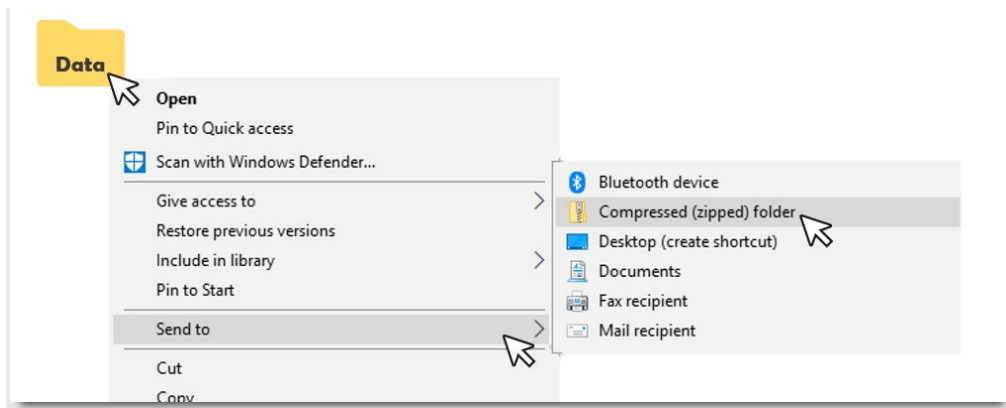 Data
Open
Pin to Quick access
Scan with Windows Defender...
Give access to
Restore previous versions
Include in library
Pin to Start
Send to
Cut
Copy
Bluetooth device
Compressed (zipped) folder
Desktop (create shortcut)
Documents
Fax recipient
Mail recipient